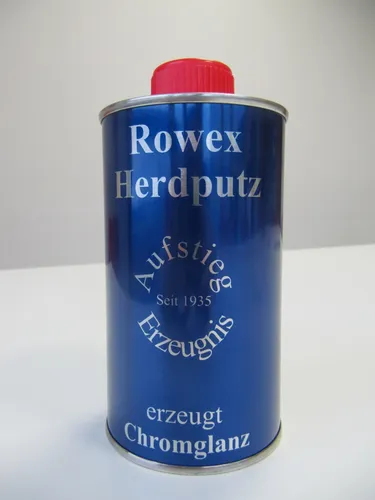 Rowex
Herdputz
Aufstieg
Seit 1935
Erzeugnis
erzeugt
Chromglanz